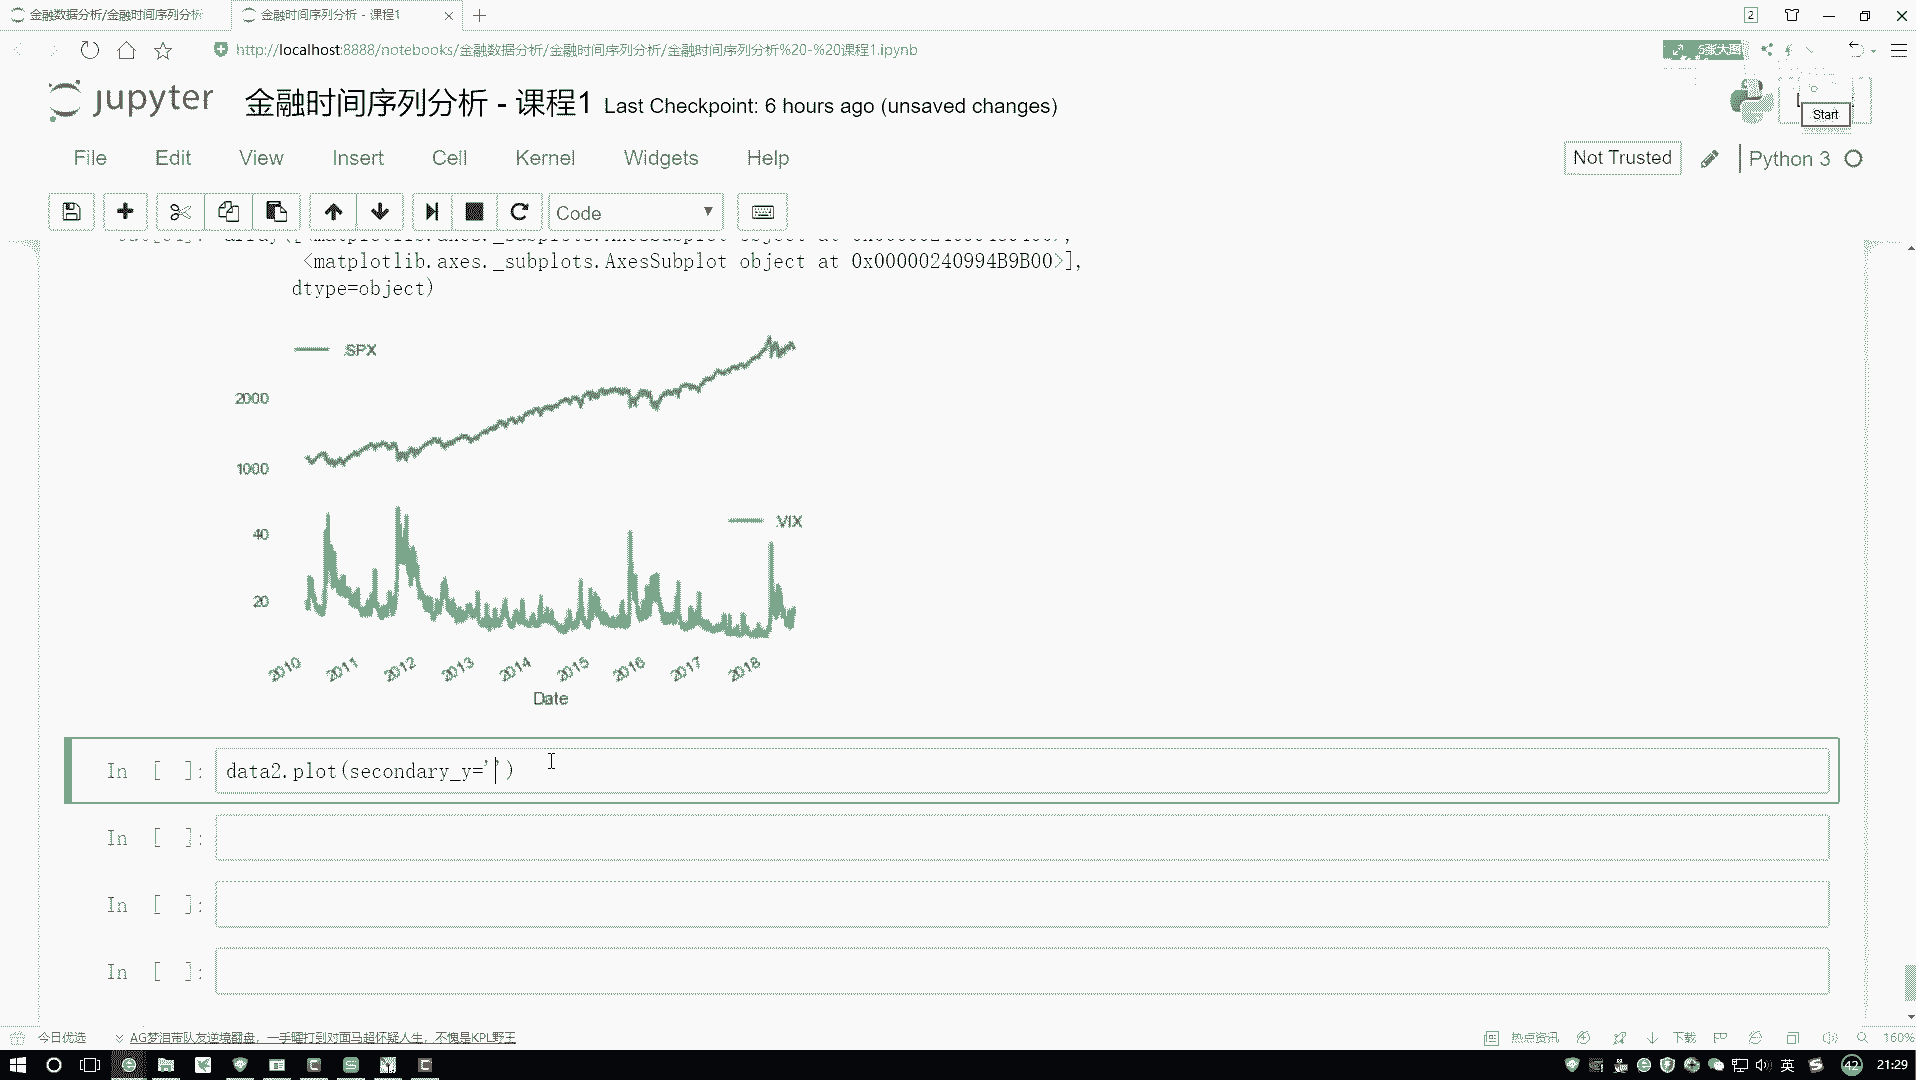 金融数据分析/金融时间序列分析
金融时间序列分析 - 课程1
2
http://localhost:8888/notebooks/金融数据分析/金融时间序列分析/金融时间序列分析%20-%20课程1.ipynb
5张大图
jupyter
金融时间序列分析 - 课程1 Last Checkpoint: 6 hours ago (unsaved changes)
Start
File Edit View Insert Cell Kernel Widgets Help
Not Trusted
Python 3
Code
<matplotlib.axes._subplots.AxesSubplot object at 0x00000240994B9B00>],
dtype=object)
.SPX
2000
1000
.VIX
40
20
2010 2011 2012 2013 2014 2015 2016 2017 2018
Date
In [ ]: data2.plot(secondary_y='')
In [ ]:
In [ ]:
In [ ]:
今日优选
AG梦泪带队友逆境翻盘，一手曜打到对面马超怀疑人生，不愧是KPL野王
热点资讯
下载
160%
英
42
21:29